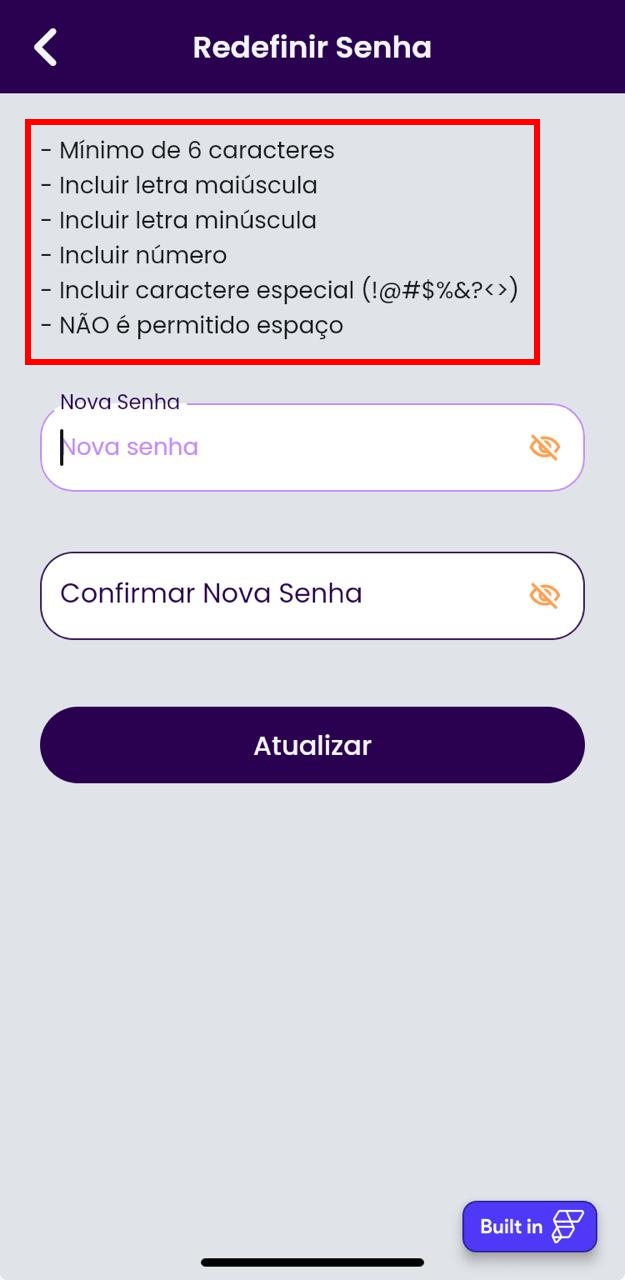 Redefinir Senha
- Mínimo de 6 caracteres
- Incluir letra maiúscula
- Incluir letra minúscula
- Incluir número
- Incluir caractere especial (!@#$%&?<>)
- NÃO é permitido espaço
Nova Senha
Nova senha
Confirmar Nova Senha
Atualizar
Built in